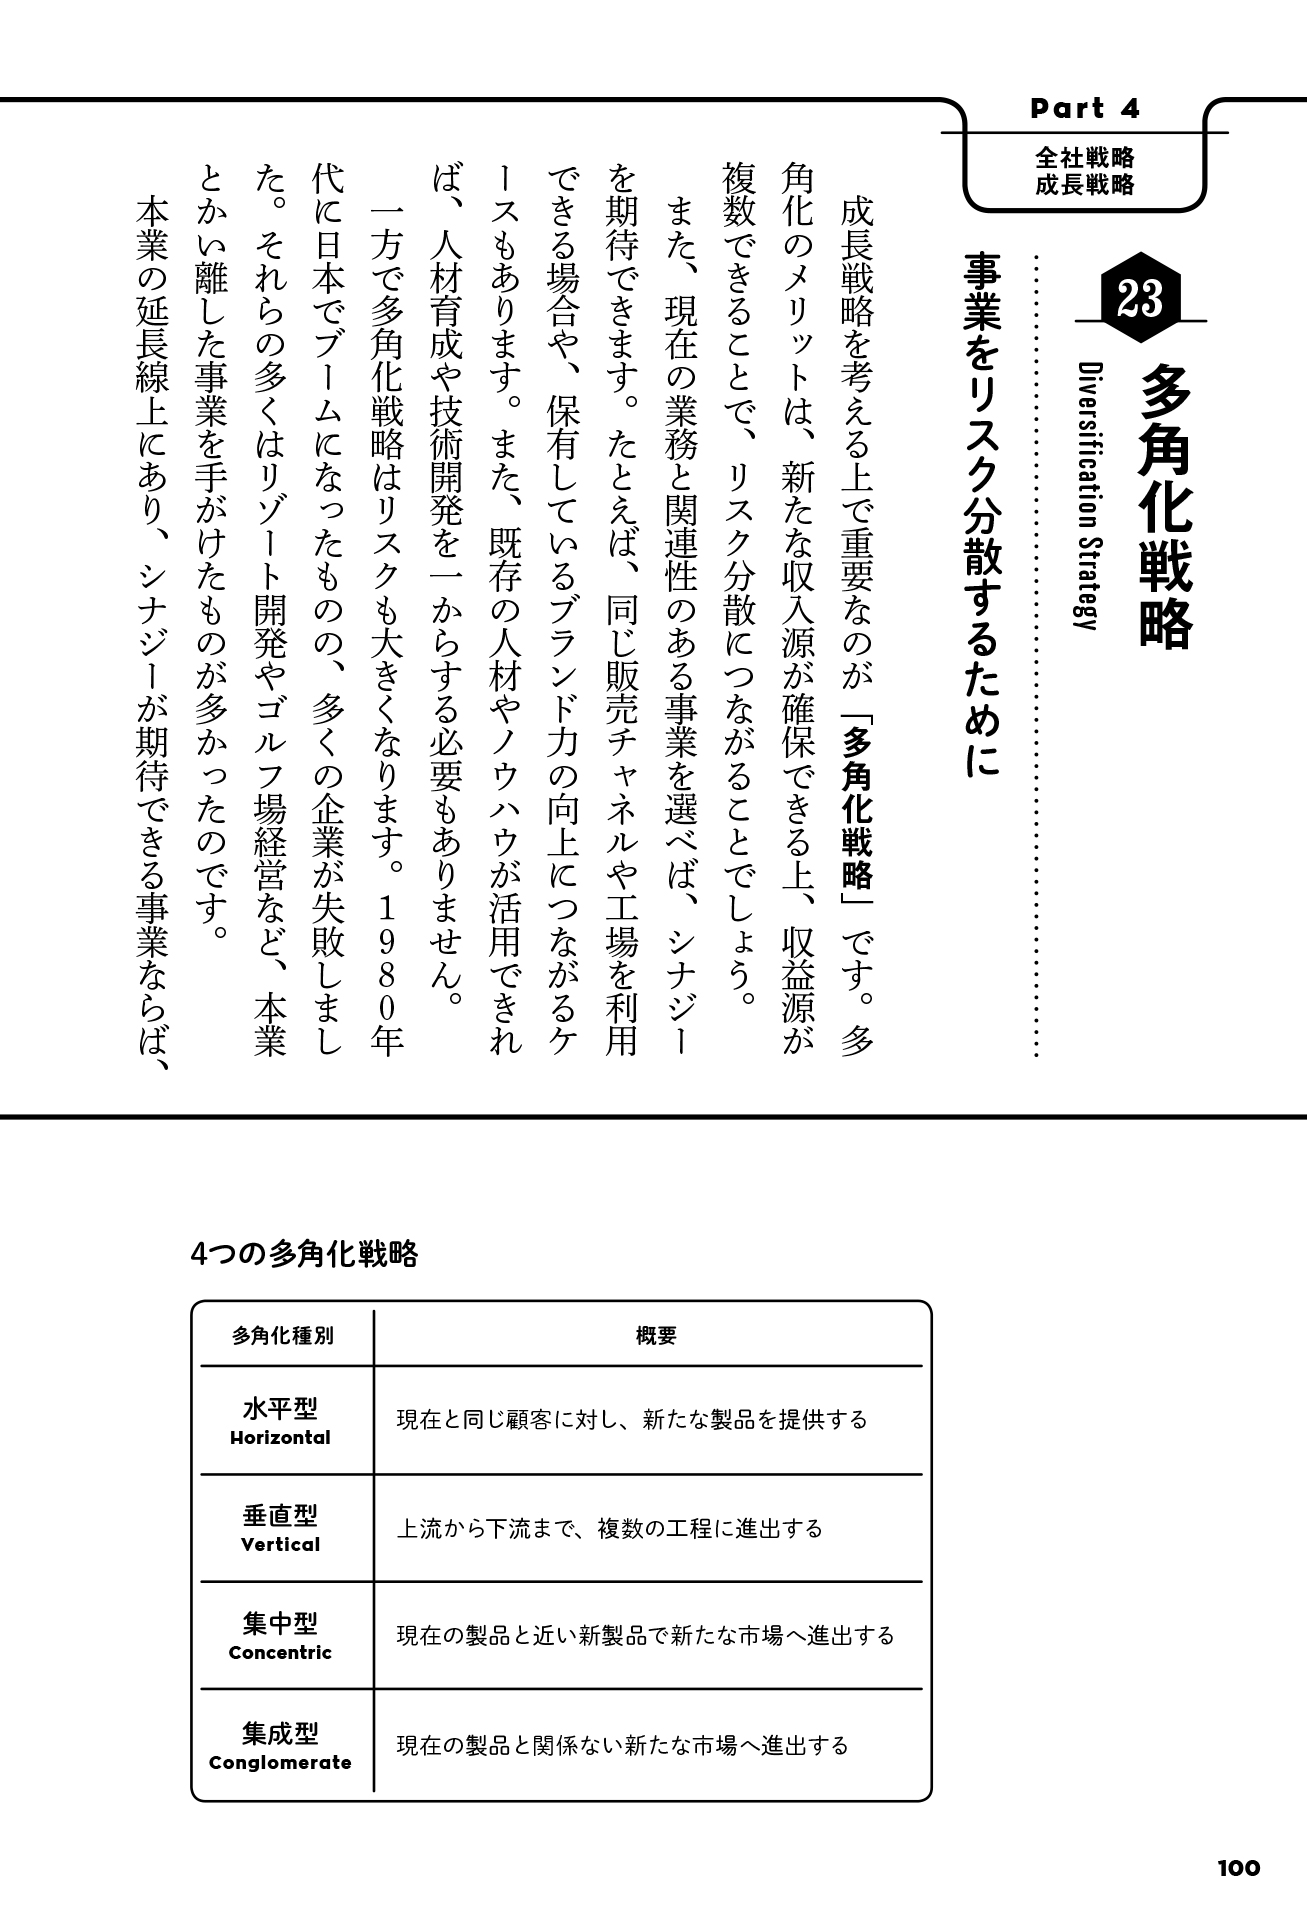 Part 4
全社戦略
成長戦略
23
多角化戦略
Diversification Strategy
事業をリスク分散するために
成長戦略を考える上で重要なのが「多角化戦略」です。多
角化のメリットは、新たな収入源が確保できる上、収益源が
複数できることで、リスク分散につながることでしょう。
また、現在の業務と関連性のある事業を選べば、シナジー
を期待できます。たとえば、同じ販売チャネルや工場を利用
できる場合や、保有しているブランド力の向上につながるケ
ースもあります。また、既存の人材やノウハウが活用できれ
ば、人材育成や技術開発を一からする必要もありません。
一方で多角化戦略はリスクも大きくなります。1980年
代に日本でブームになったものの、多くの企業が失敗しまし
た。それらの多くはリゾート開発やゴルフ場経営など、本業
とかい離した事業を手がけたものが多かったのです。
本業の延長線上にあり、シナジーが期待できる事業ならば、
4つの多角化戦略
多角化種別 概要
水平型
Horizontal
現在と同じ顧客に対し、新たな製品を提供する
垂直型
Vertical
上流から下流まで、複数の工程に進出する
集中型
Concentric
現在の製品と近い新製品で新たな市場へ進出する
集成型
Conglomerate
現在の製品と関係ない新たな市場へ進出する
100